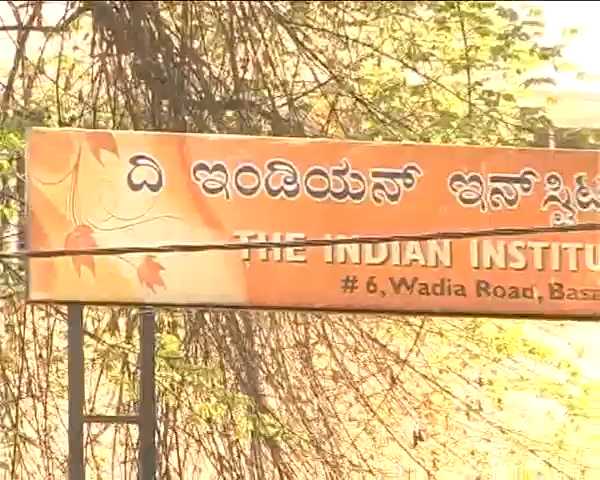 ದಿ ಇಂಡಿಯನ್ ಇನ್ಸ್ಟಿಟ
THE INDIAN INSTITU
# 6, Wadia Road, Basa